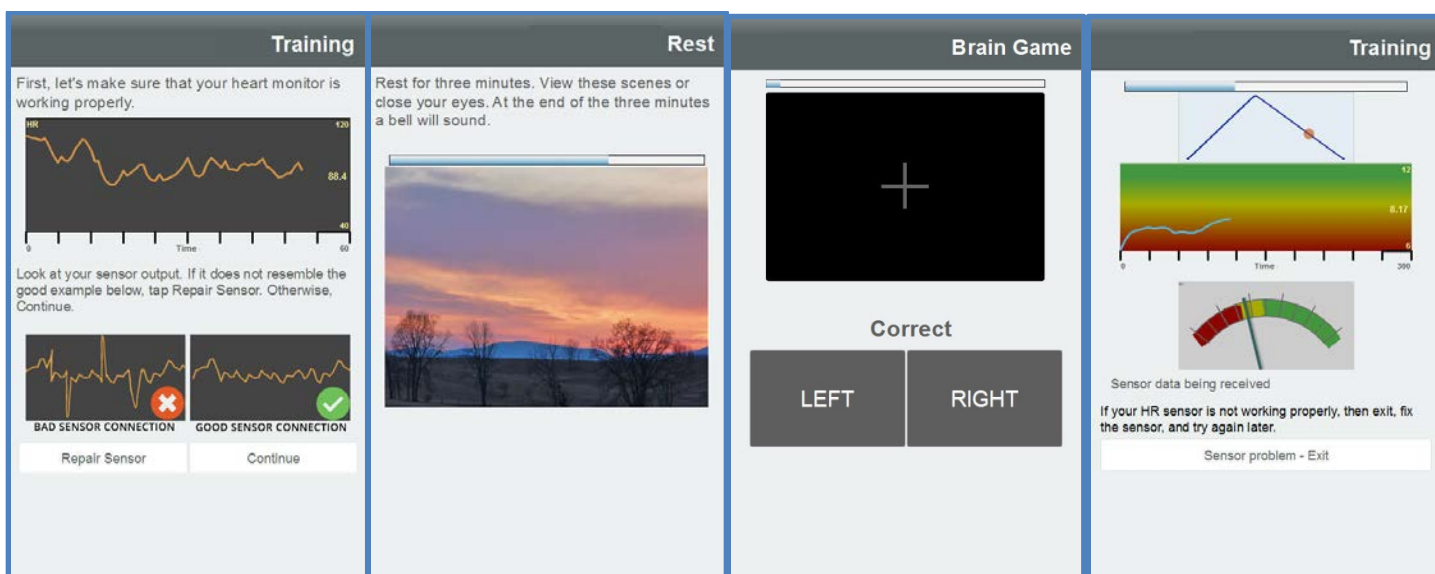 Training
First, let's make sure that your heart monitor is
working properly.
HR
120
88.4
40
0
Time
60
Look at your sensor output. If it does not resemble the
good example below, tap Repair Sensor. Otherwise,
Continue.
BAD SENSOR CONNECTION
GOOD SENSOR CONNECTION
Repair Sensor
Continue
Rest
Rest for three minutes. View these scenes or
close your eyes. At the end of the three minutes
a bell will sound.
Brain Game
Correct
LEFT
RIGHT
Training
12
8.17
6
0
Time
300
Sensor data being received
If your HR sensor is not working properly, then exit, fix
the sensor, and try again later.
Sensor problem - Exit